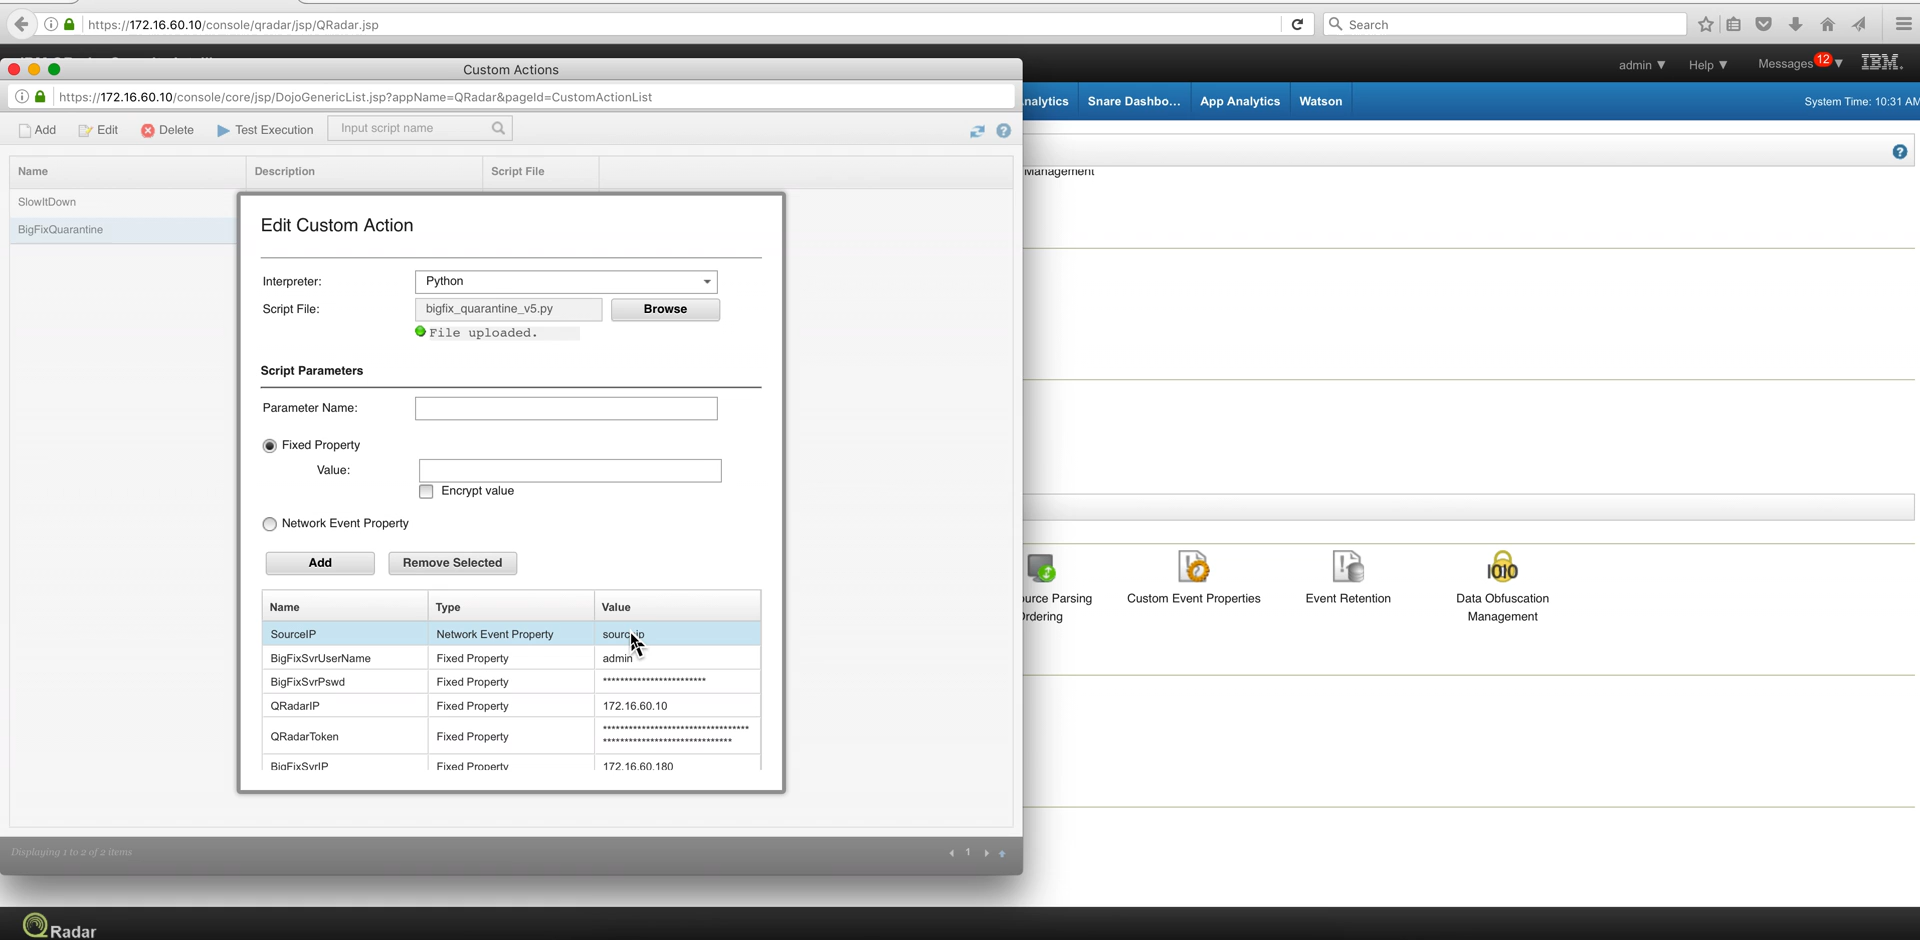 https://172.16.60.10/console/qradar/jsp/QRadar.jsp
Search
admin
Help
Messages
12
IBM.
Custom Actions
https://172.16.60.10/console/core/jsp/DojoGenericList.jsp?appName=QRadar&pageId=CustomActionList
nalytics
Snare Dashbo...
App Analytics
Watson
System Time: 10:31 AM
Add
Edit
Delete
Test Execution
Input script name
Name
Description
Script File
Management
SlowItDown
BigFixQuarantine
Edit Custom Action
Interpreter:
Python
Script File:
bigfix_quarantine_v5.py
Browse
File uploaded.
Script Parameters
Parameter Name:
Fixed Property
Value:
Encrypt value
Network Event Property
Add
Remove Selected
Name Type Value
SourceIP Network Event Property
BigFixSvrUserName Fixed Property admin
BigFixSvrPswd Fixed Property ************************
QRadarIP Fixed Property 172.16.60.10
QRadarToken Fixed Property
BigFixSvrIP Fixed Property 172.16.60.180
urce Parsing
rdering
Custom Event Properties
Event Retention
Data Obfuscation
Management
Displaying 1 to 2 of 2 items
1
QRadar